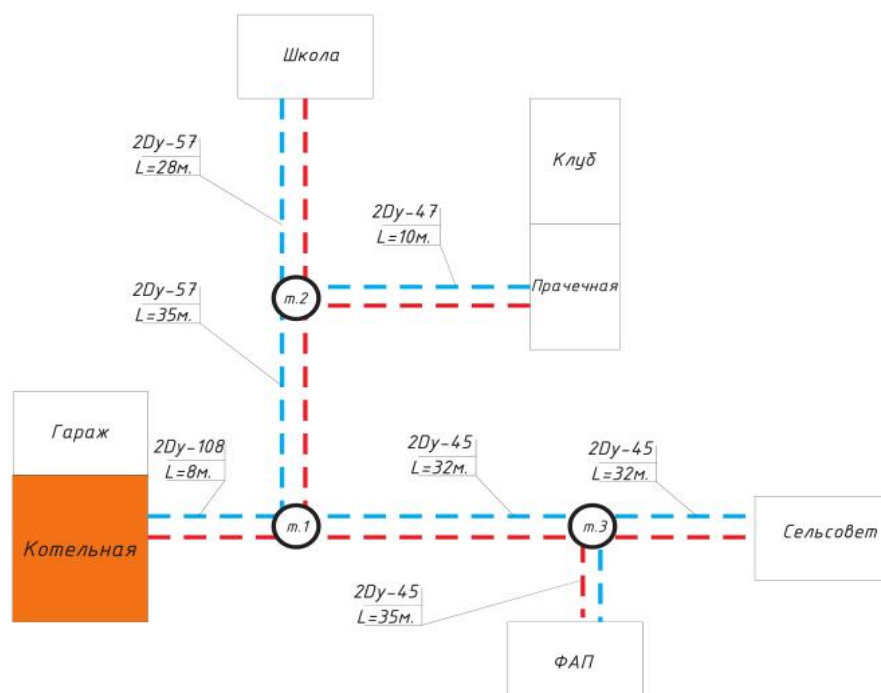 Школа
2Dy-57
L=28м.
Клуб
2Dy-47
L=10м.
2Dy-57
L=35м.
т.2
Прачечная
Гараж
2Dy-108
L=8м.
2Dy-45
L=32м.
2Dy-45
L=32м.
Котельная
т.1
т.3
Сельсовет
2Dy-45
L=35м.
ФАП